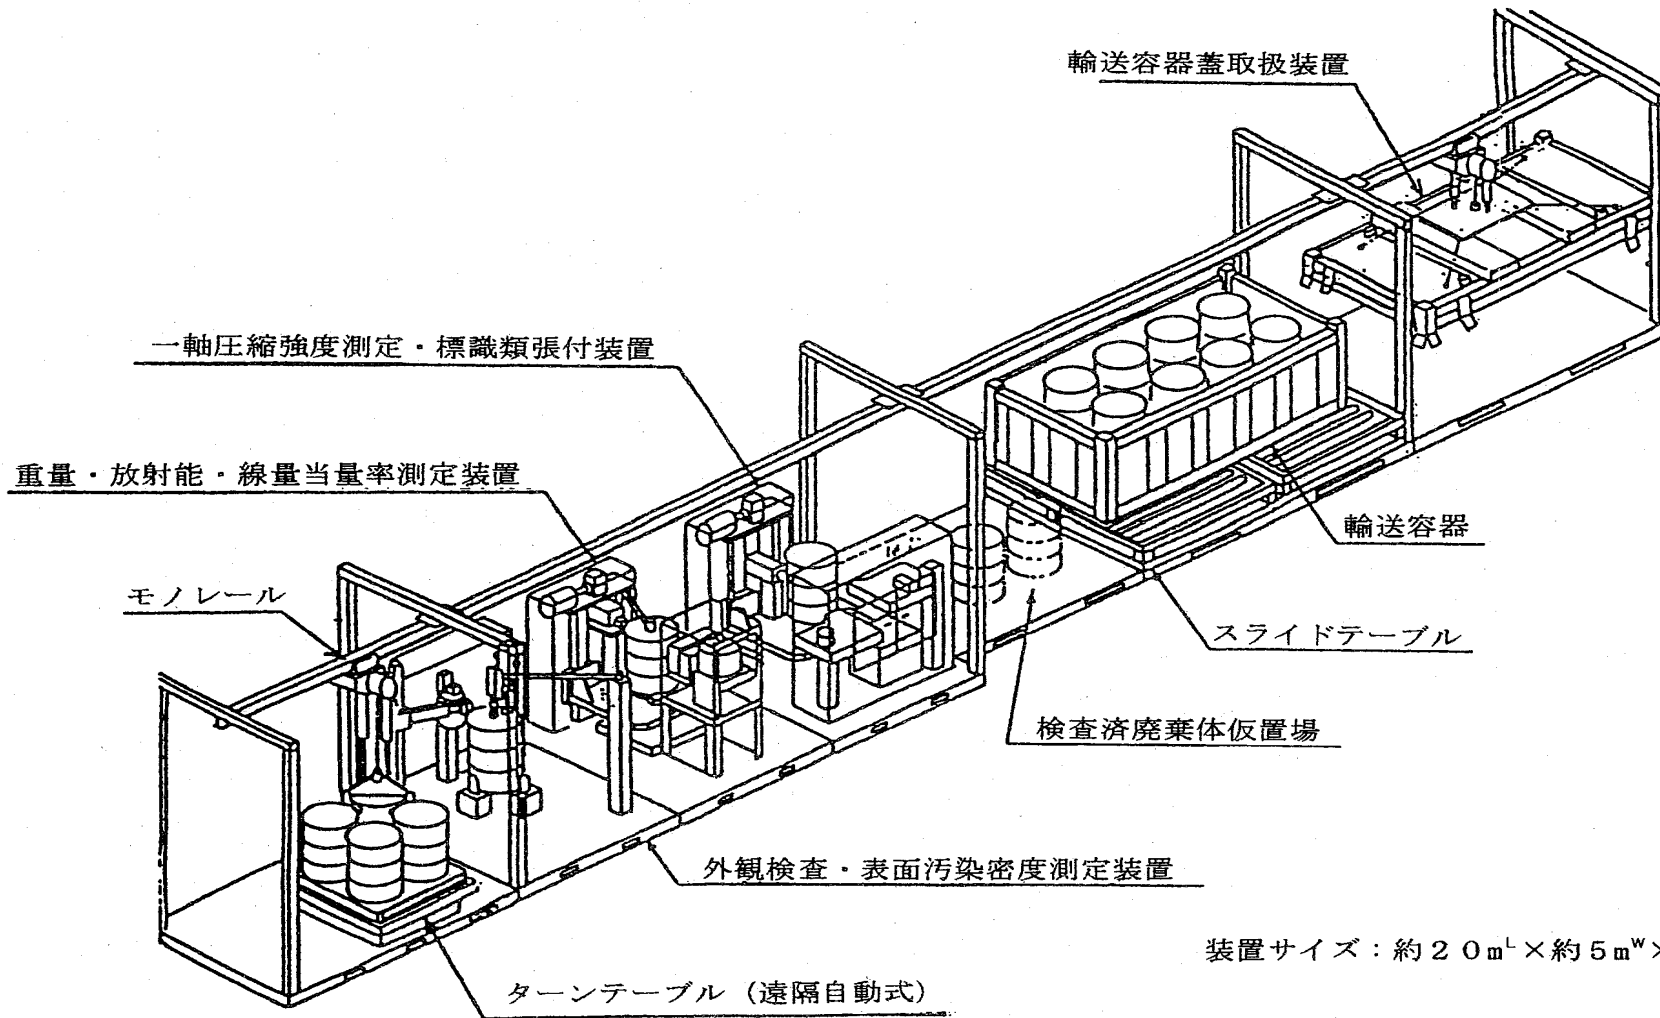 輸送容器蓋取扱装置
一軸圧縮強度測定・標識類張付装置
重量・放射能・線量当量率測定装置
モノレール
輸送容器
スライドテーブル
検査済廃棄体仮置場
外観検査・表面汚染密度測定装置
ターンテーブル（遠隔自動式）
装置サイズ：約２０ｍᴸ×約５ｍᵂ×